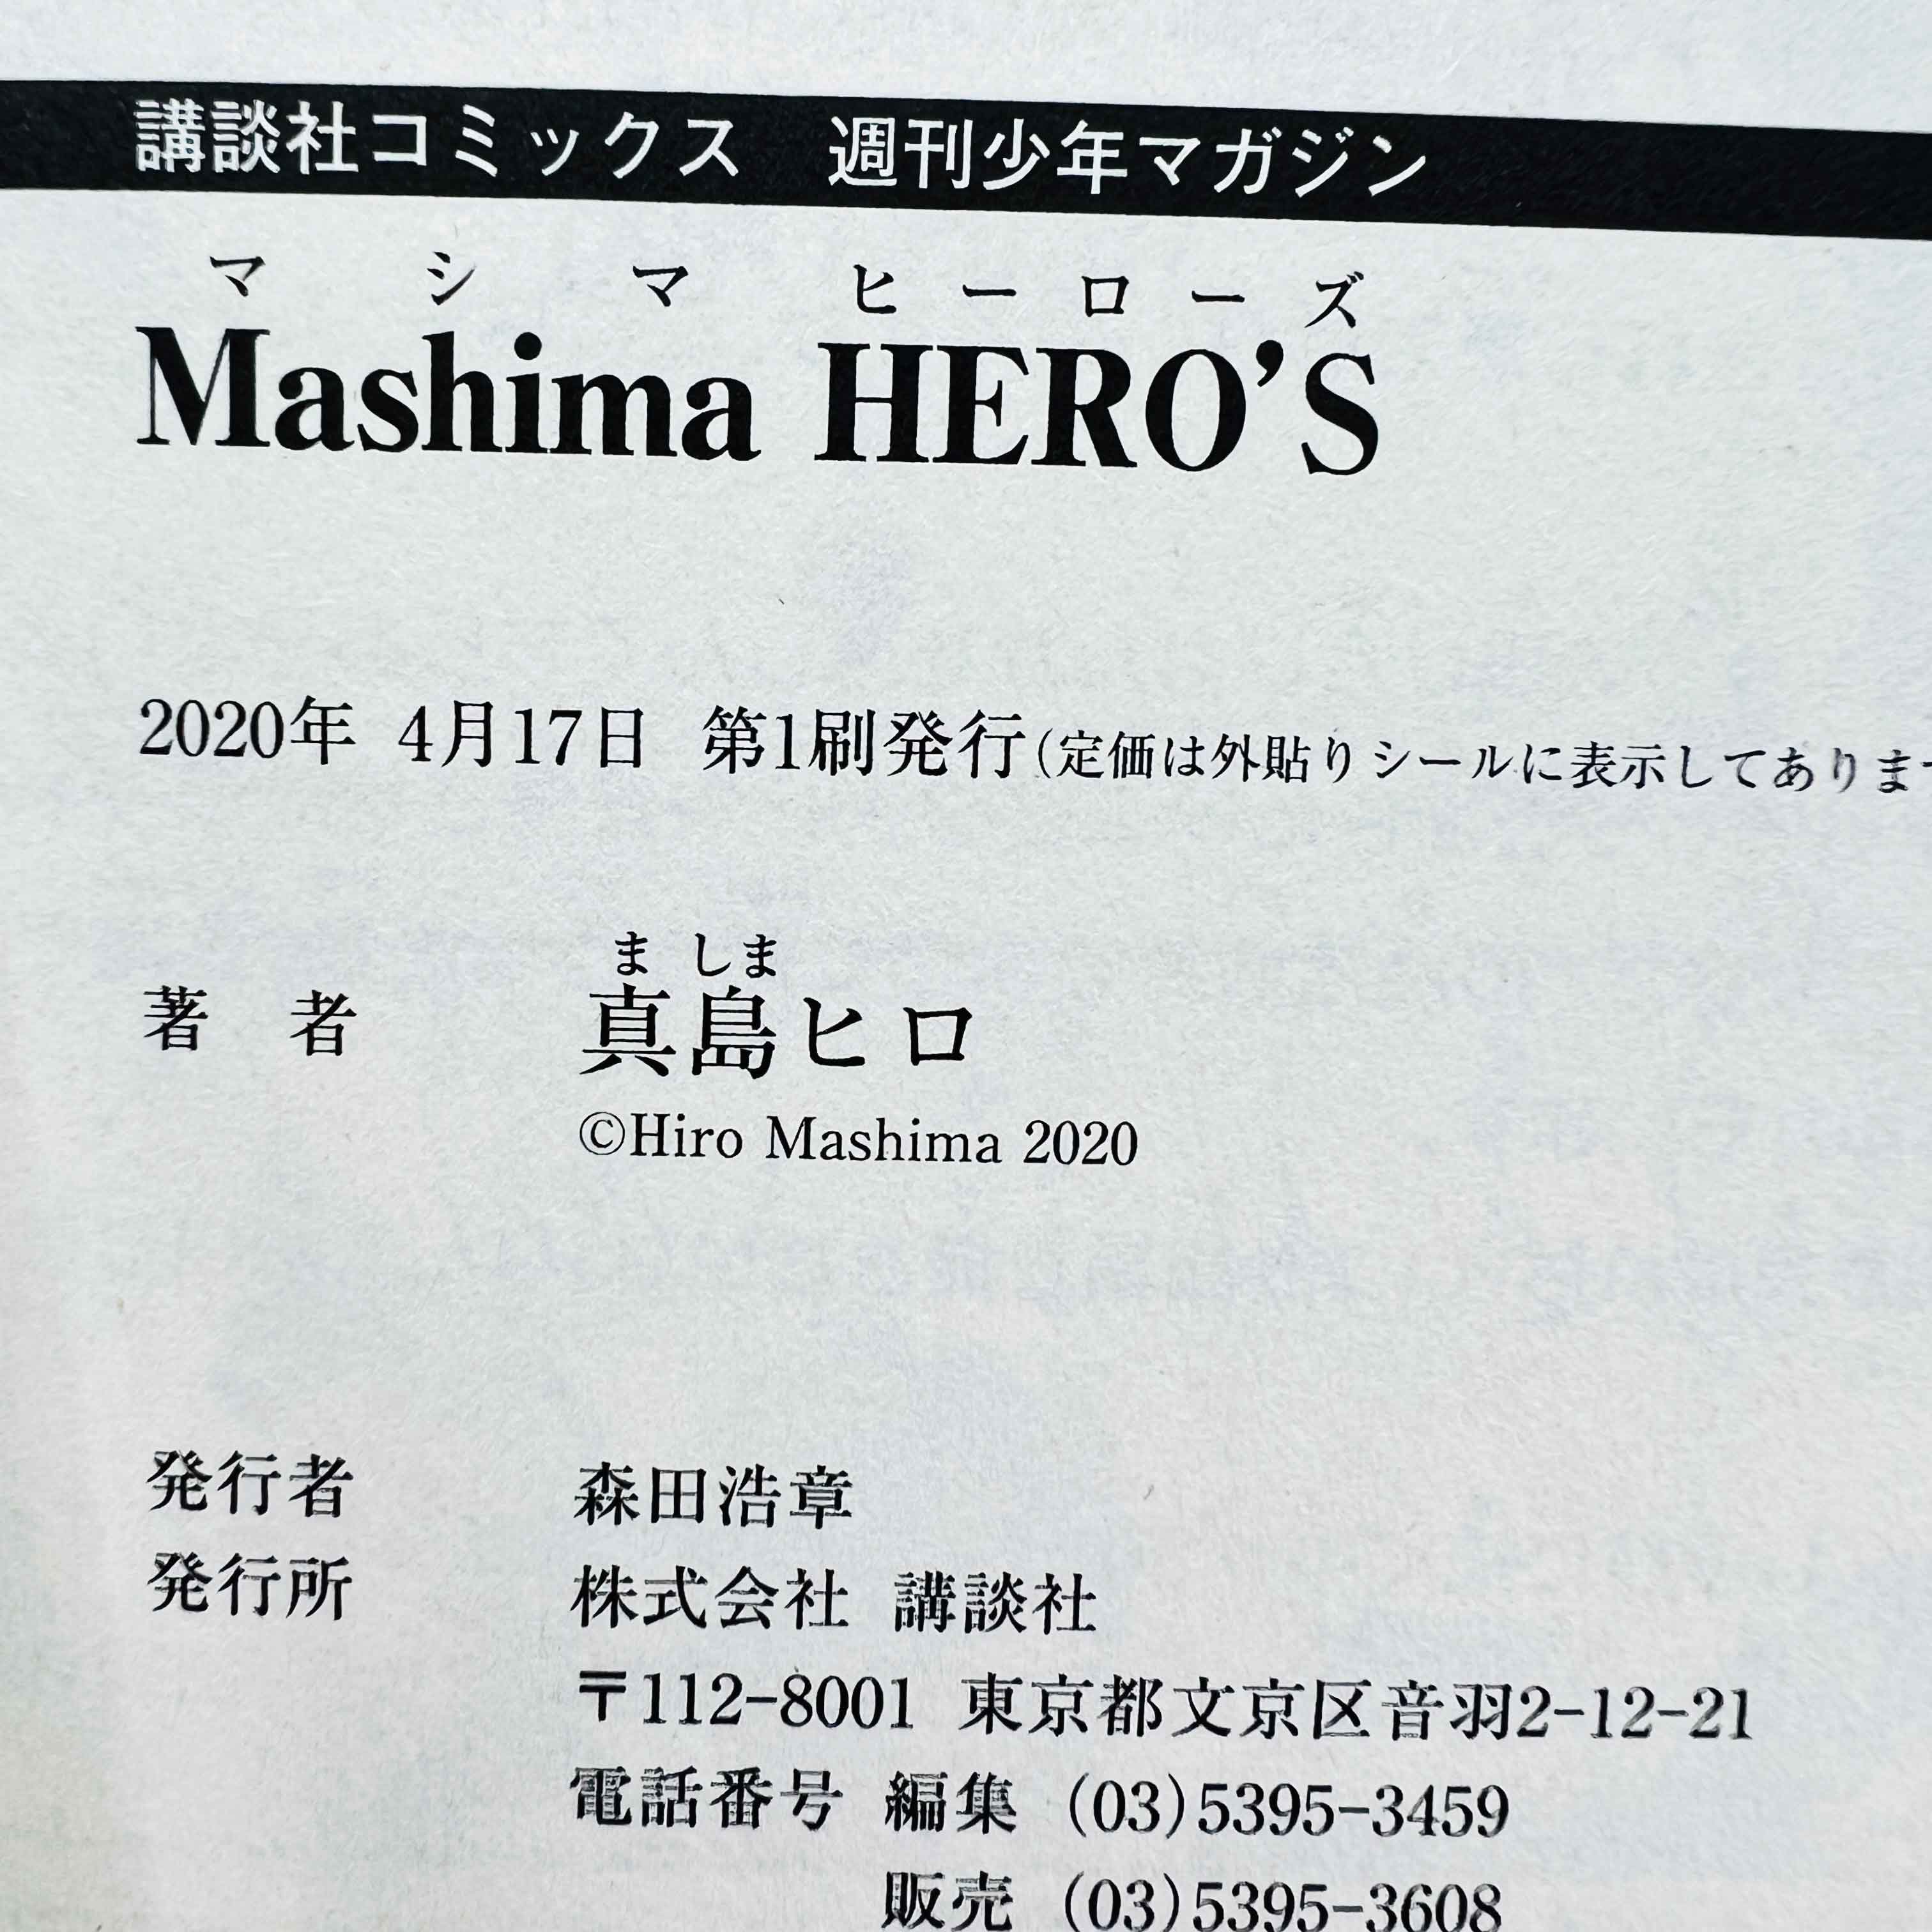 講談社コミックス 週刊少年マガジン
マシマ ヒーローズ
Mashima HERO'S
2020年 4月17日 第1刷発行(定価は外貼りシールに表示してありま
ましま
著 者 真島ヒロ
©Hiro Mashima 2020
発行者 森田浩章
発行所 株式会社 講談社
〒112-8001 東京都文京区音羽2-12-21
電話番号 編集 (03)5395-3459
販売 (03)5395-3608